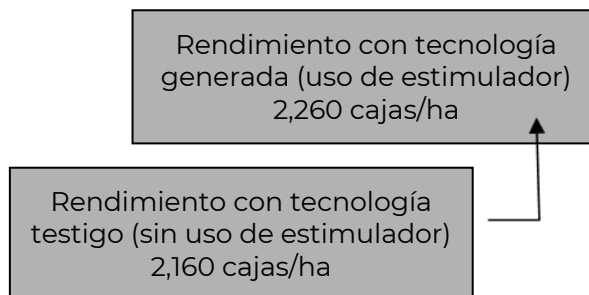 Rendimiento con tecnología
generada (uso de estimulador)
2,260 cajas/ha
Rendimiento con tecnología
testigo (sin uso de estimulador)
2,160 cajas/ha